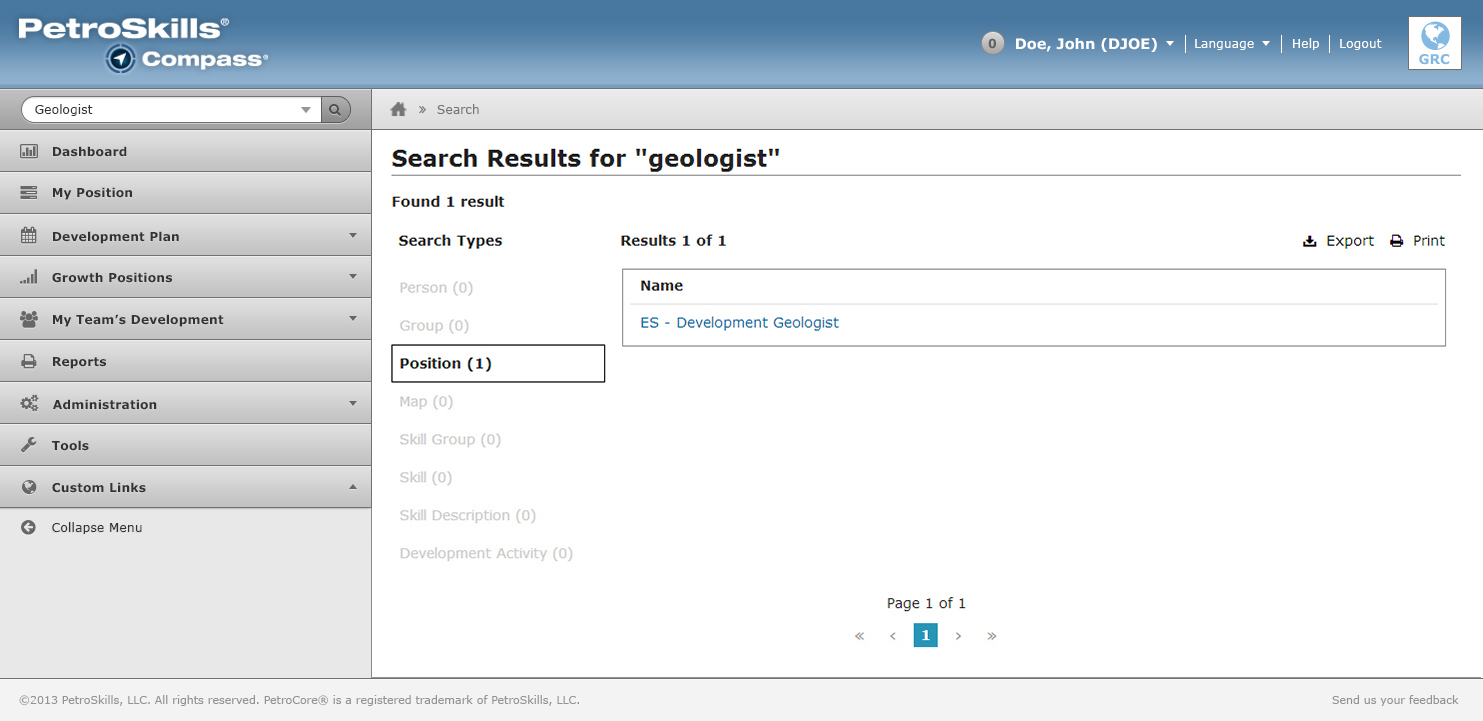 PetroSkills®
Compass®
0 Doe, John (DJOE) Language Help Logout
GRC
Geologist
» Search
Dashboard
My Position
Development Plan
Growth Positions
My Team's Development
Reports
Administration
Tools
Custom Links
Collapse Menu
Search Results for "geologist"
Found 1 result
Search Types
Person (0)
Group (0)
Position (1)
Map (0)
Skill Group (0)
Skill (0)
Skill Description (0)
Development Activity (0)
Results 1 of 1
Export Print
Name
ES - Development Geologist
Page 1 of 1
« ‹ 1 › »
©2013 PetroSkills, LLC. All rights reserved. PetroCore® is a registered trademark of PetroSkills, LLC.
Send us your feedback